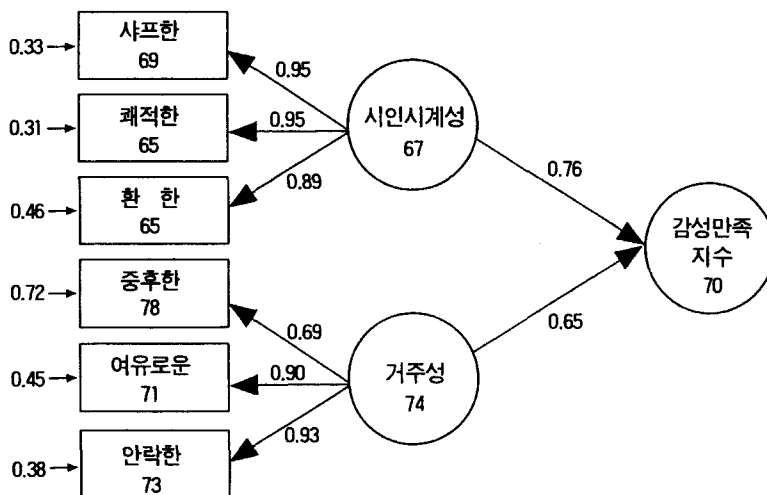 0.33
샤프한
69
0.95
0.31
쾌적한
65
0.95
시인시계성
67
0.46
환 한
65
0.89
0.76
감성만족
지수
70
0.72
중후한
78
0.69
0.65
0.45
여유로운
71
0.90
거주성
74
0.38
안락한
73
0.93